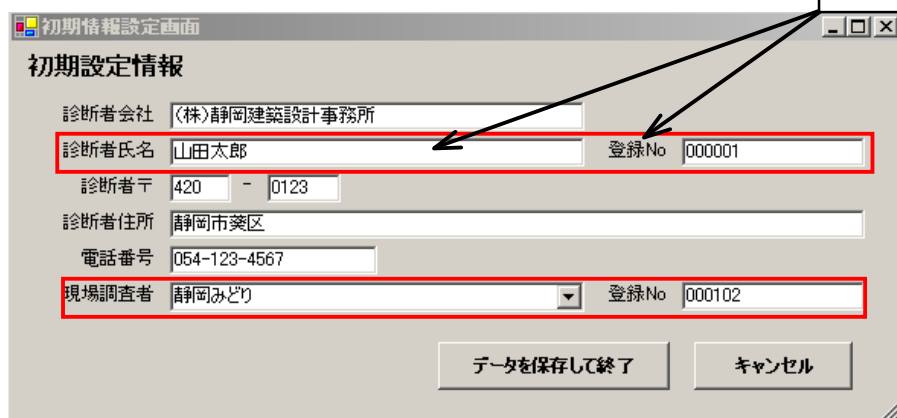 初期情報設定画面
初期設定情報
診断者会社 (株)静岡建築設計事務所
診断者氏名 山田太郎 登録No 000001
診断者〒 420 - 0123
診断者住所 静岡市葵区
電話番号 054-123-4567
現場調査者 静岡みどり 登録No 000102
データを保存して終了 キャンセル